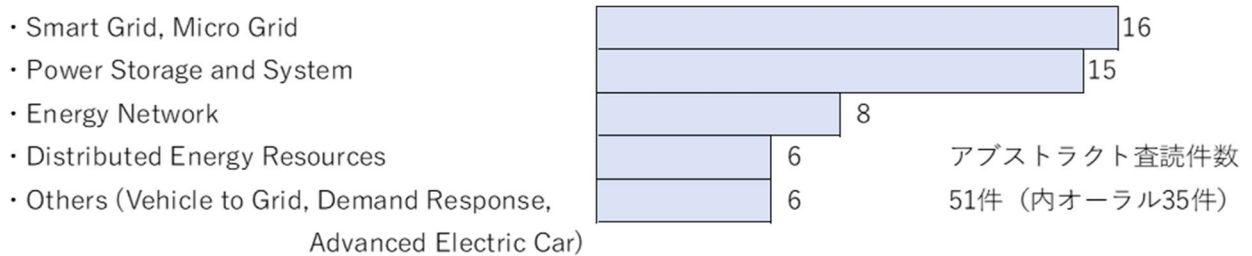 ・Smart Grid, Micro Grid 16
・Power Storage and System 15
・Energy Network 8
・Distributed Energy Resources 6 アブストラクト査読件数
・Others (Vehicle to Grid, Demand Response, 6 51件（内オーラル35件）
Advanced Electric Car)